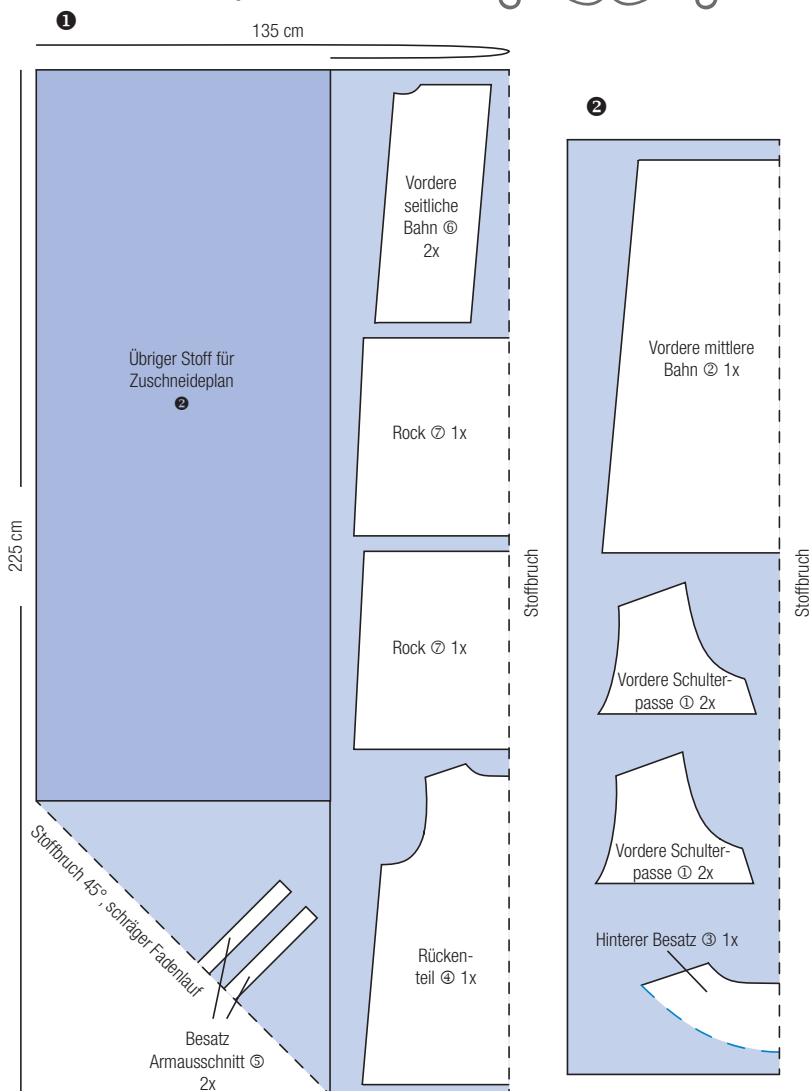 ❶
135 cm
Vordere
seitliche
Bahn ⑥
2x
Übriger Stoff für
Zuschneideplan
❷
Rock ⑦ 1x
225 cm
Stoffbruch
Rock ⑦ 1x
Stoffbruch 45°, schräger Fadenlauf
Rücken-
teil ④ 1x
Besatz
Armausschnitt ⑤
2x
❷
Vordere mittlere
Bahn ② 1x
Stoffbruch
Vordere Schulter-
passe ① 2x
Vordere Schulter-
passe ① 2x
Hinterer Besatz ③ 1x